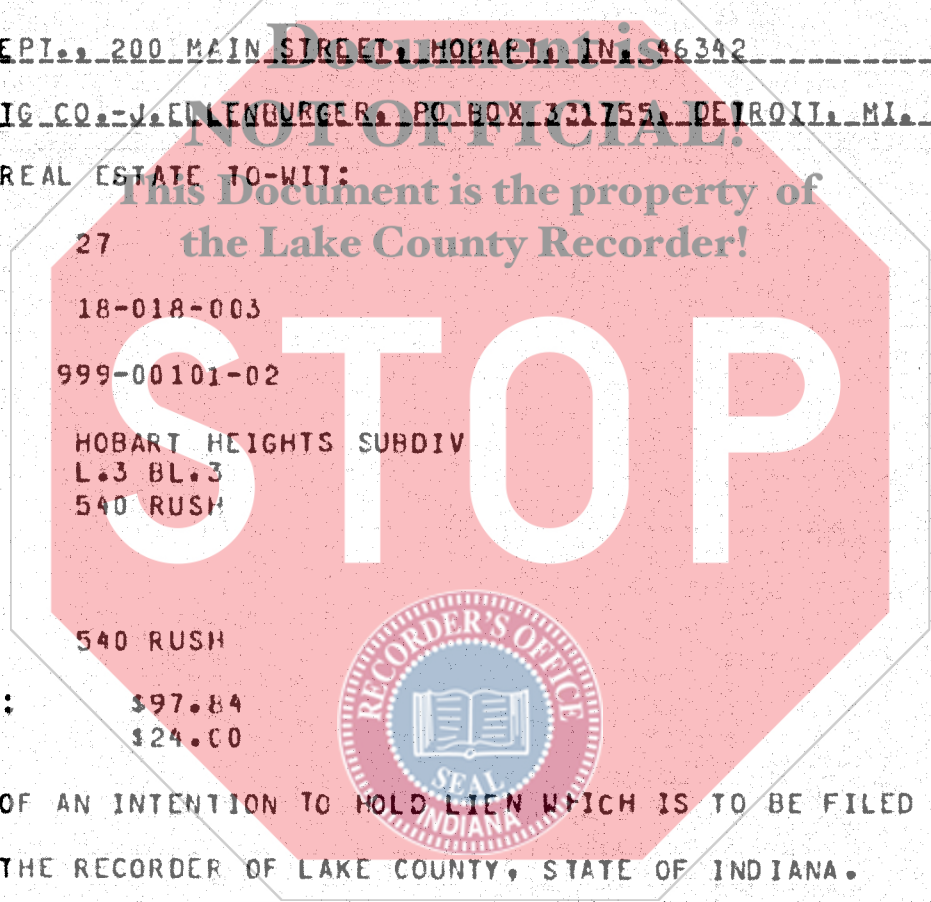 EPT., 200 MAIN STREET, HOBART, IN. 46342
Document is
TG CO.-J.ELLENBURGER, PO BOX 331755, DETROIT, MI.
NOT OFFICIAL!
REAL ESTATE TO-WIT:
This Document is the property of
27
the Lake County Recorder!
18-018-003
STOP
999-00101-02
HOBART HEIGHTS SUBDIV
L.3 BL.3
540 RUSH
540 RUSH
RECORDER'S OFFICE
: $97.84
$24.00
SEAL
INDIANA
OF AN INTENTION TO HOLD LIEN WHICH IS TO BE FILED
THE RECORDER OF LAKE COUNTY, STATE OF INDIANA.